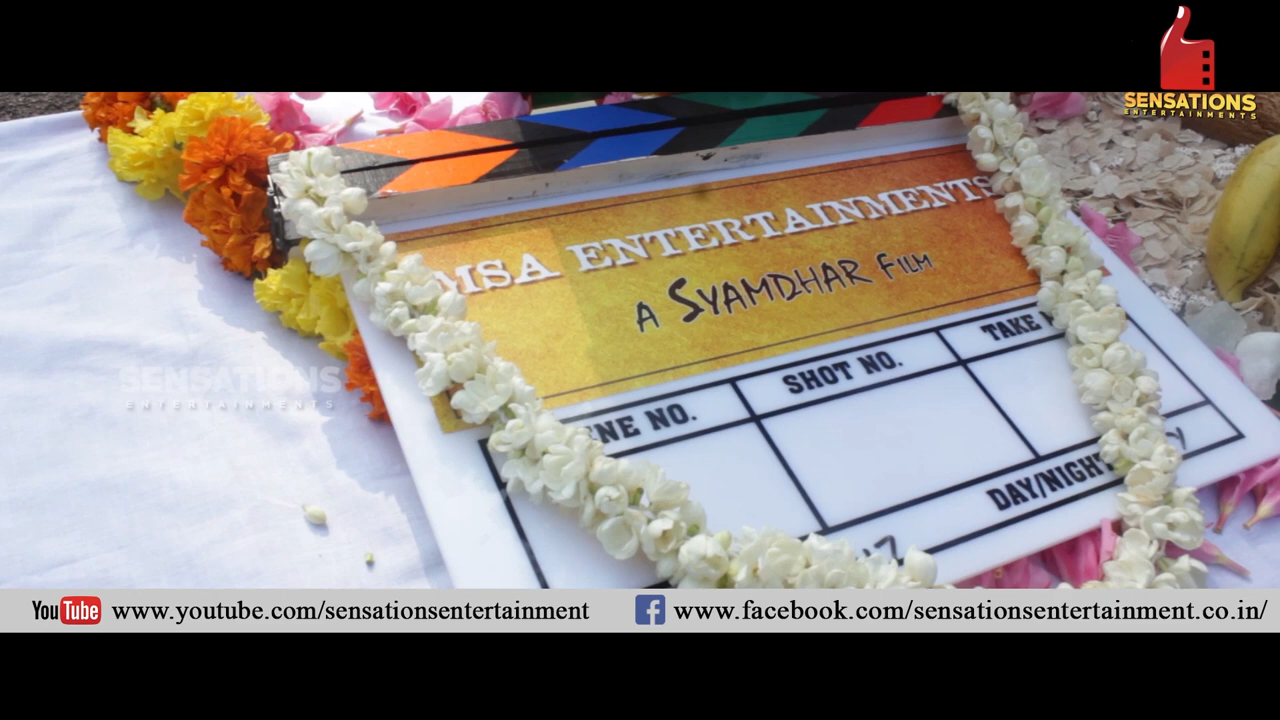 SENSATIONS
ENTERTAINMENTS
MSA ENTERTAINMENTS
A SYAMDHAR FILM
NE NO.
SHOT NO.
TAKE
DAY/NIGHT
SENSATIONS
ENTERTAINMENTS
YouTube www.youtube.com/sensationsentertainment
www.facebook.com/sensationsentertainment.co.in/